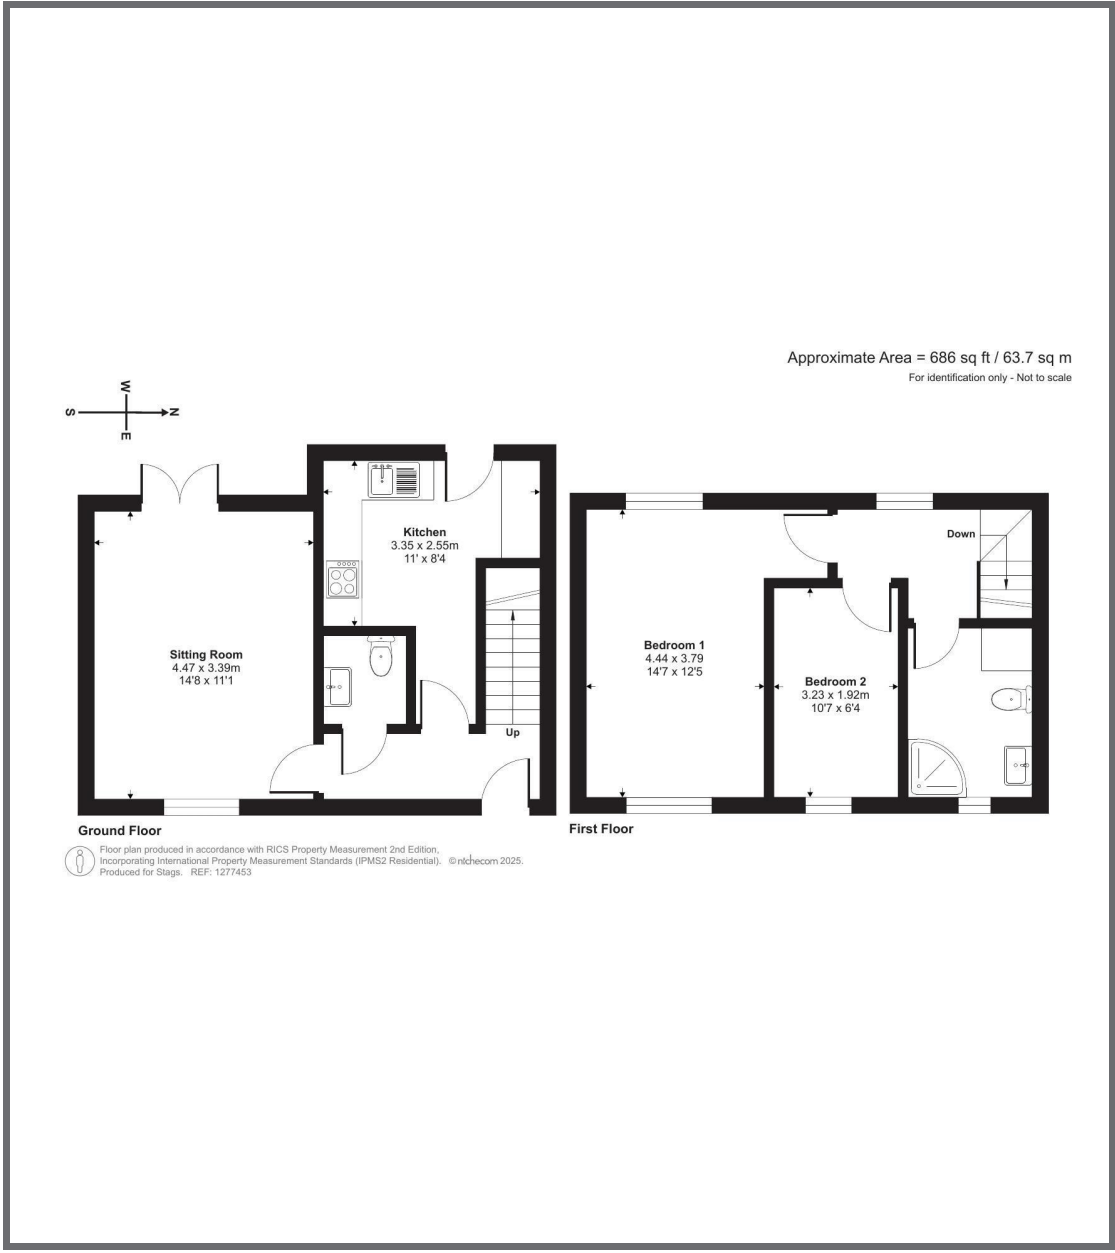 Approximate Area = 686 sq ft / 63.7 sq m
For identification only - Not to scale
W
S
N
E
Kitchen
3.35 x 2.55m
11' x 8'4
Sitting Room
4.47 x 3.39m
14'8 x 11'1
Up
Down
Bedroom 1
4.44 x 3.79
14'7 x 12'5
Bedroom 2
3.23 x 1.92m
10'7 x 6'4
Ground Floor
First Floor
Floor plan produced in accordance with RICS Property Measurement 2nd Edition,
Incorporating International Property Measurement Standards (IPMS2 Residential). © nichecom 2025.
Produced for Stags. REF: 1277453